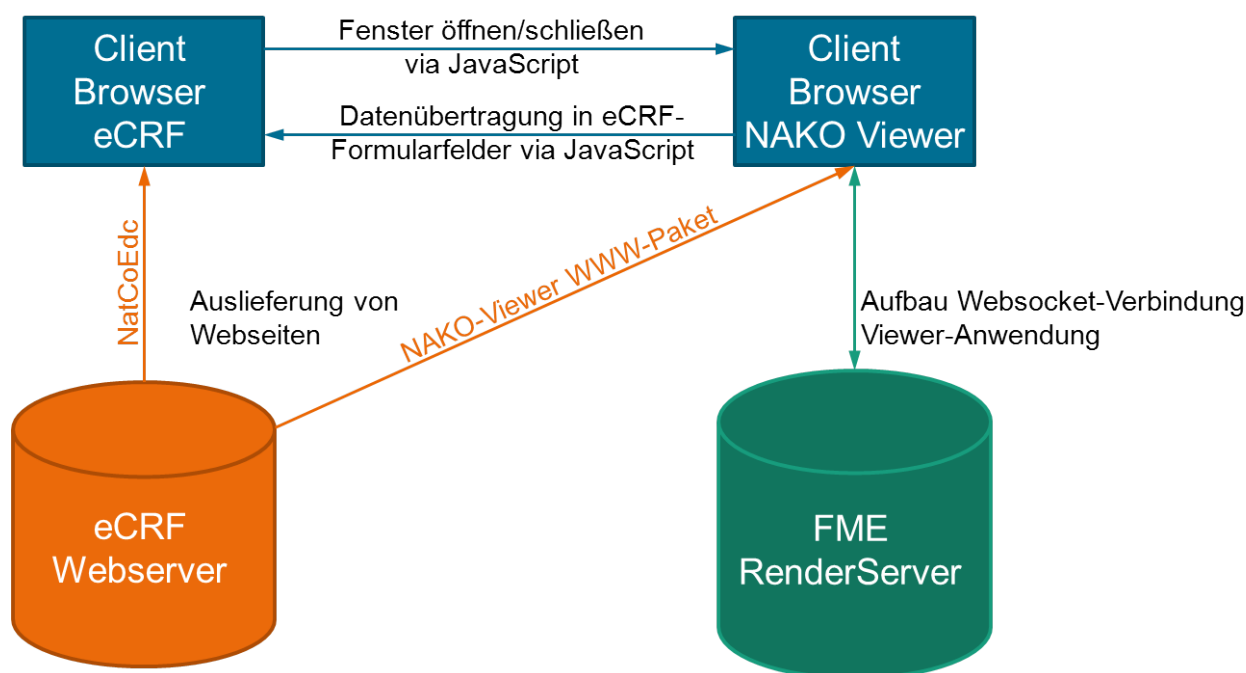 Client
Browser
eCRF
Fenster öffnen/schließen
via JavaScript
Datenübertragung in eCRF-
Formularfelder via JavaScript
Client
Browser
NAKO Viewer
NatCoEdc
Auslieferung von
Webseiten
NAKO-Viewer WWW-Paket
Aufbau Websocket-Verbindung
Viewer-Anwendung
eCRF
Webserver
FME
RenderServer